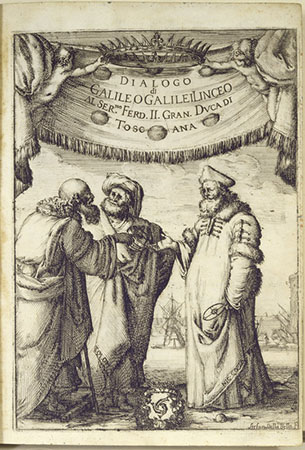 DIALOGO
di
GALILEO GALILEI LINCEO
AL SER.mo FERD. II. GRAN. DVCA DI
TOSCANA